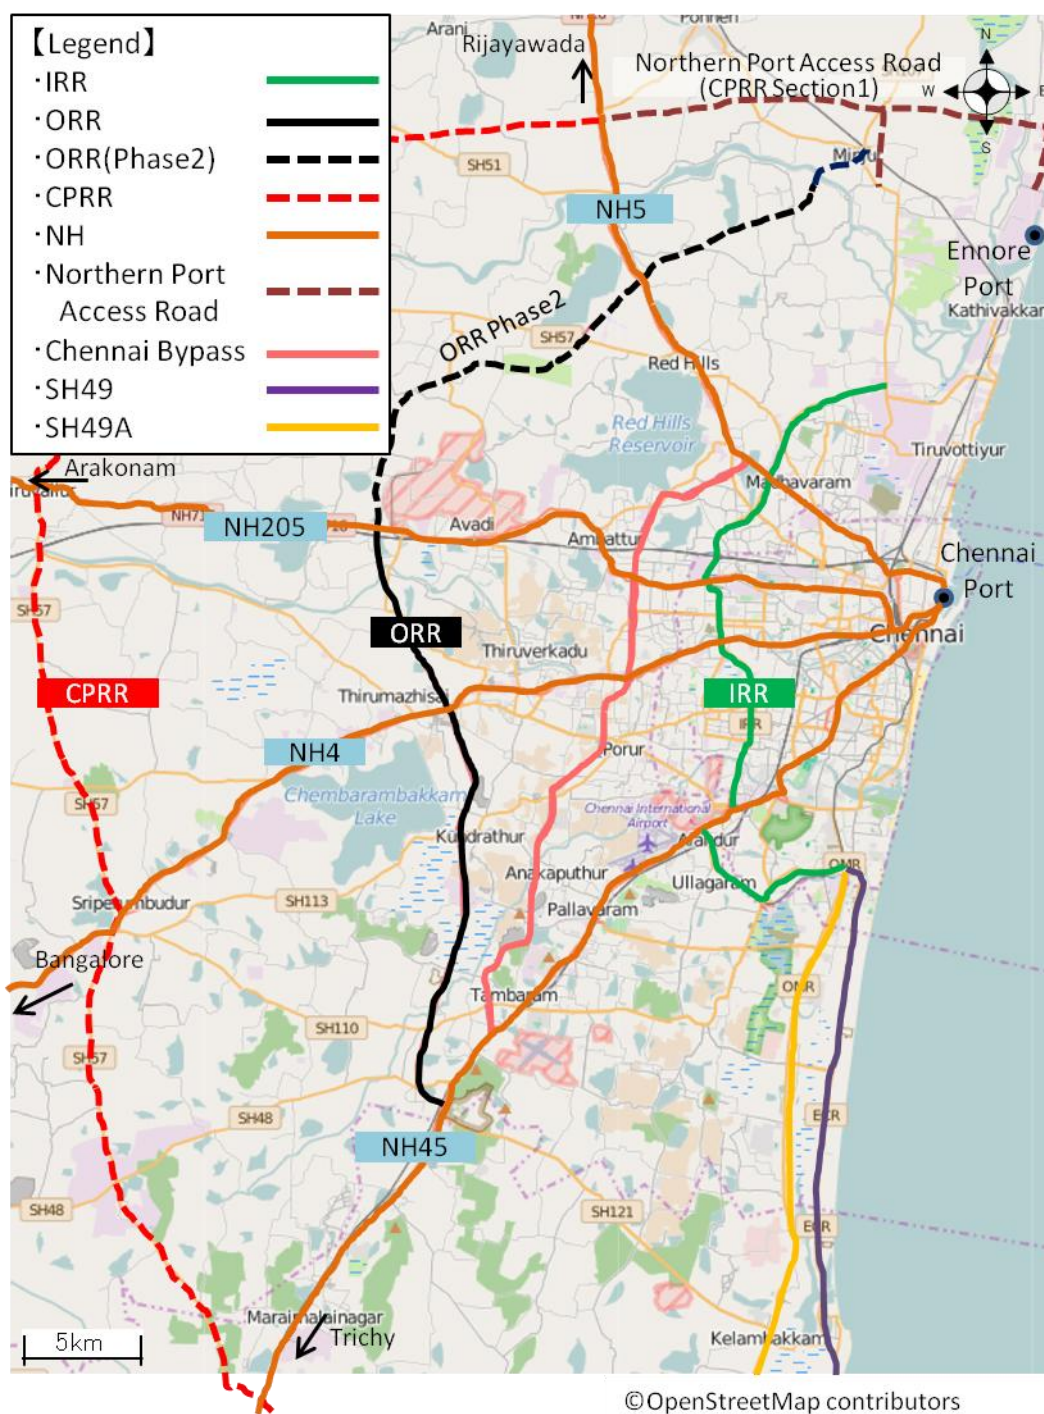 【Legend】
·IRR
·ORR
·ORR(Phase2)
·CPRR
·NH
·Northern Port
Access Road
·Chennai Bypass
·SH49
·SH49A
Arani
Rijayawada
Northern Port Access Road
(CPRR Section1)
N
W
S
SH51
Minjur
NH5
Ennore
Port
Kathivakkam
ORR Phase2
SH57
Red Hills
Red Hills
Reservoir
Tiruvottiyur
Arakonam
Madhavaram
NH205
Avadi
Ambattur
Chennai
Port
Chennai
SH57
ORR
Thiruverkadu
CPRR
Thirumazhisai
IRR
IRR
NH4
Porur
SH57
Chembarambakkam
Lake
Chennai International
Airport
Kundrathur
Alandur
Anakaputhur
Ullagaram
OMR
Sriperumbudur
SH113
Pallavaram
Bangalore
Tambaram
OMR
SH110
SH57
SH48
ECR
NH45
SH48
SH121
ECR
Maraimalainagar
Trichy
Kelambakkam
5km
©OpenStreetMap contributors